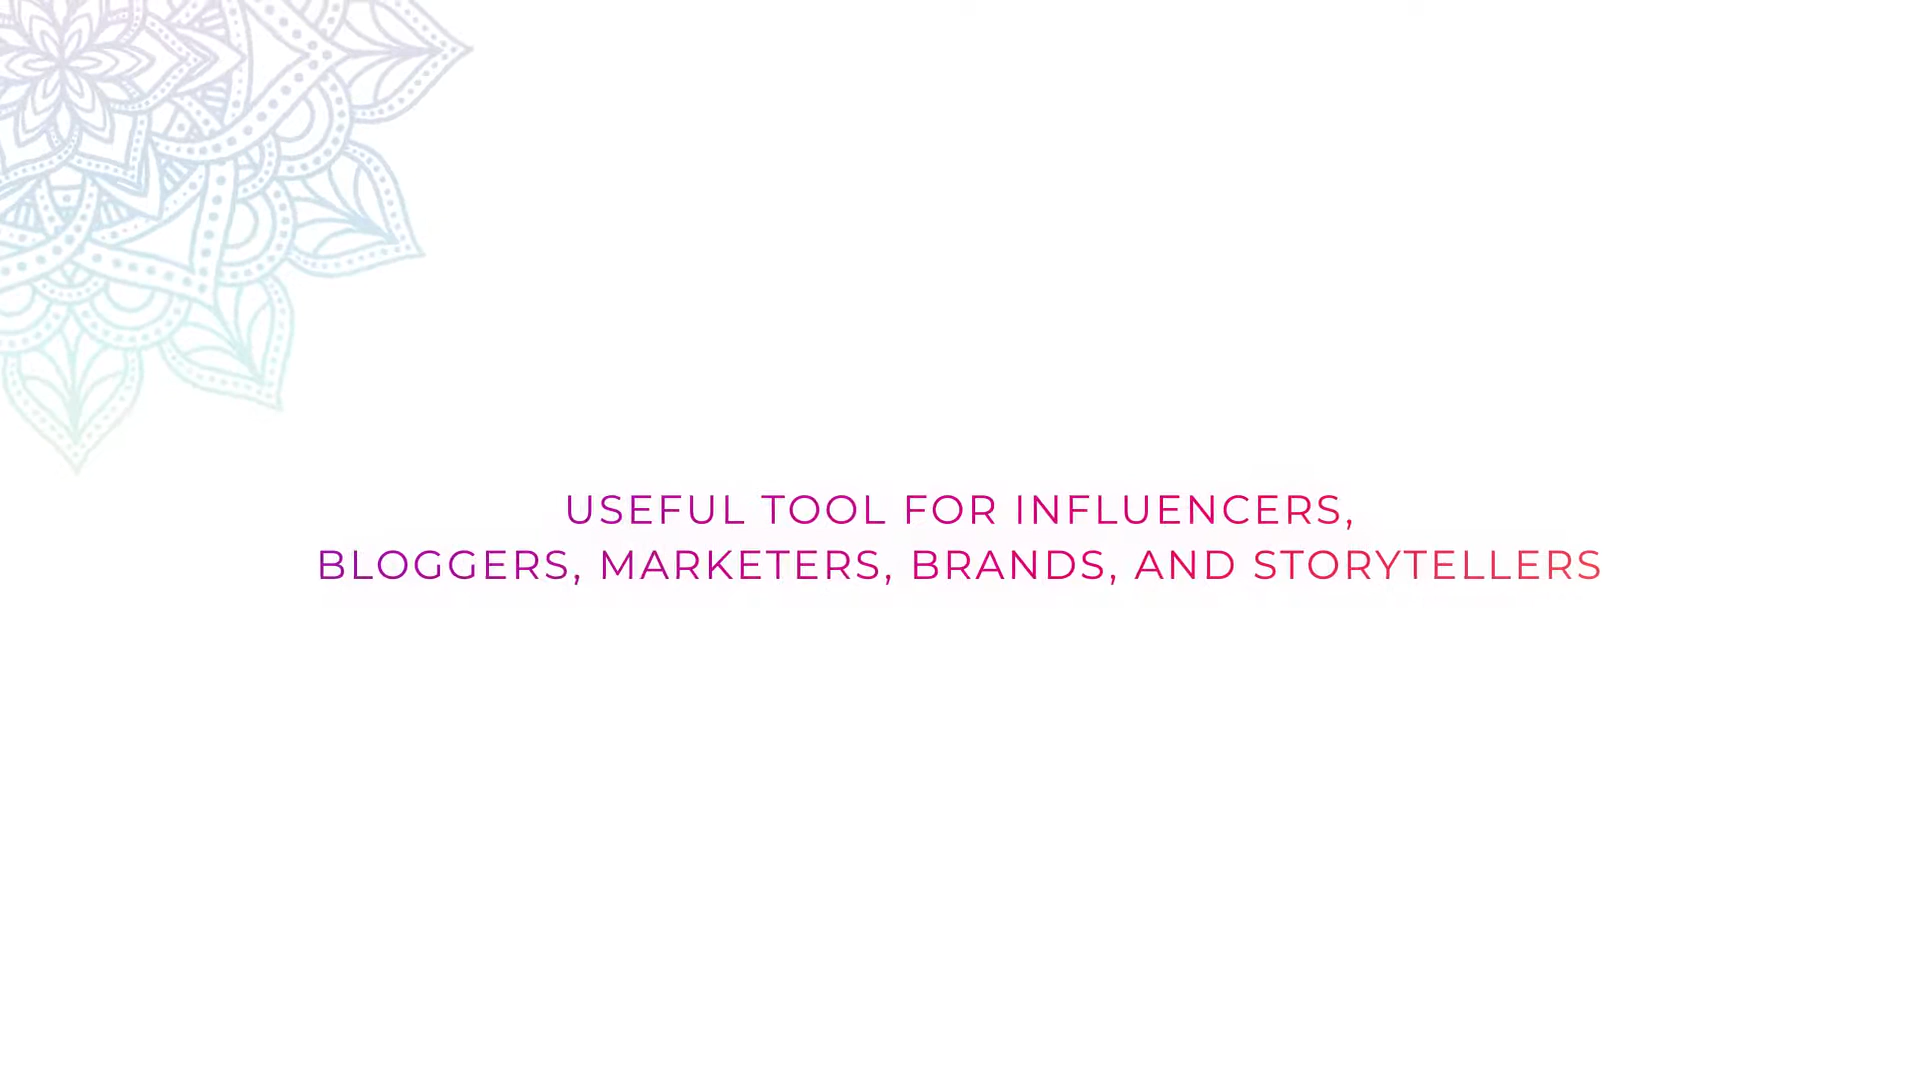 USEFUL TOOL FOR INFLUENCERS,
BLOGGERS, MARKETERS, BRANDS, AND STORYTELLERS